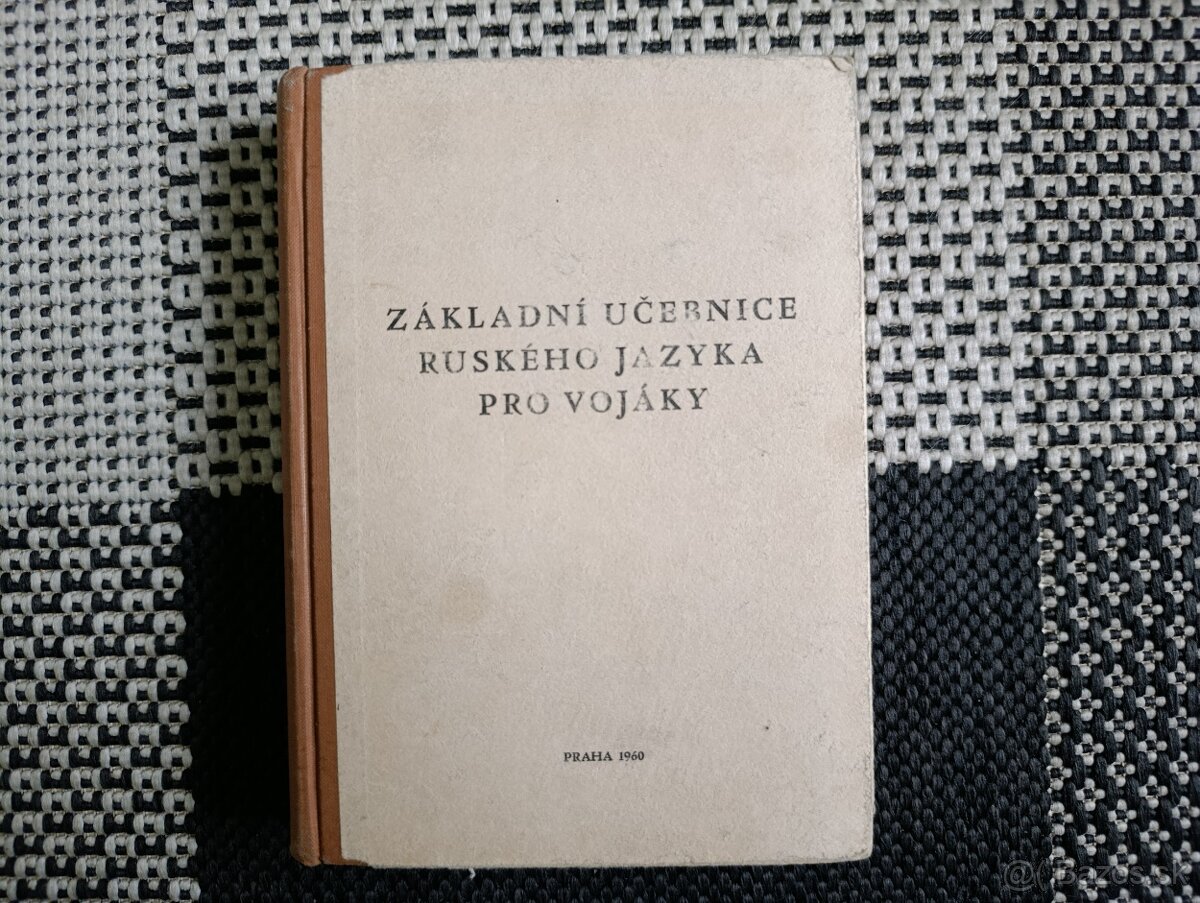 ZÁKLADNÍ UČEBNICE
RUSKÉHO JAZYKA
PRO VOJÁKY
PRAHA 1960
Bazos.sk